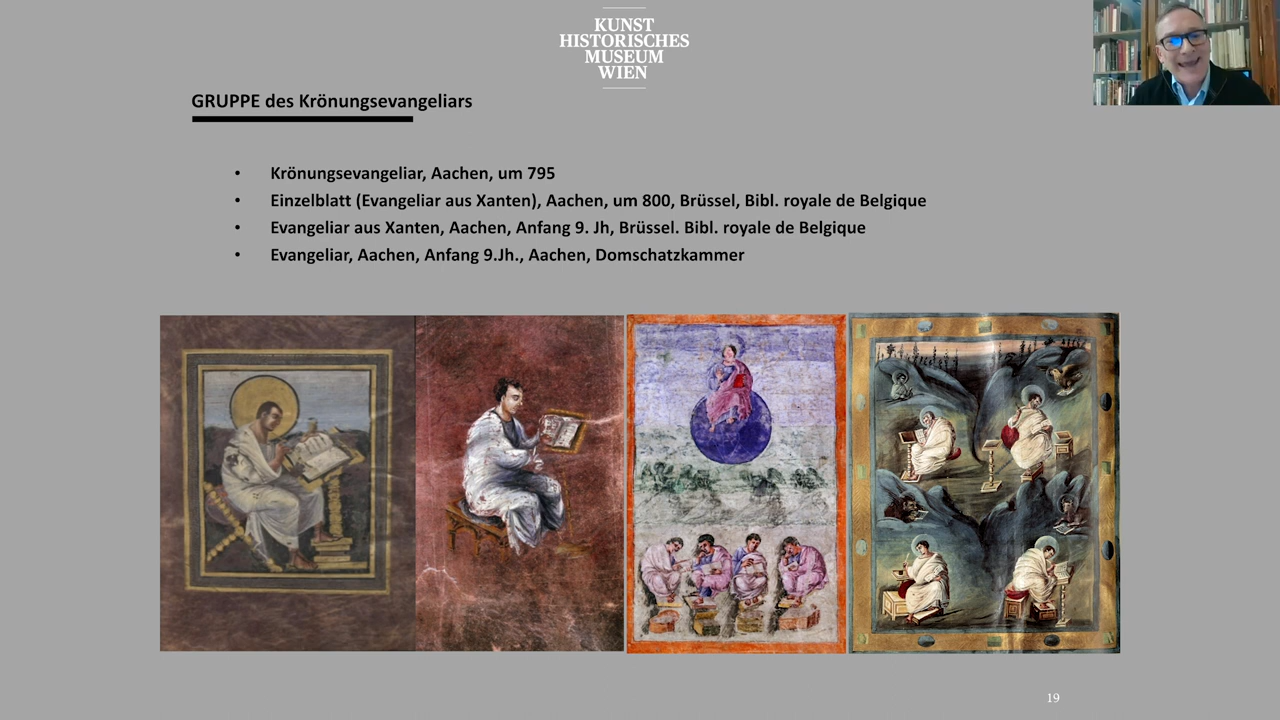 KUNST
HISTORISCHES
MUSEUM
WIEN
GRUPPE des Krönungsevangeliars
• Krönungsevangeliar, Aachen, um 795
• Einzelblatt (Evangeliar aus Xanten), Aachen, um 800, Brüssel, Bibl. royale de Belgique
• Evangeliar aus Xanten, Aachen, Anfang 9. Jh, Brüssel. Bibl. royale de Belgique
• Evangeliar, Aachen, Anfang 9.Jh., Aachen, Domschatzkammer
19